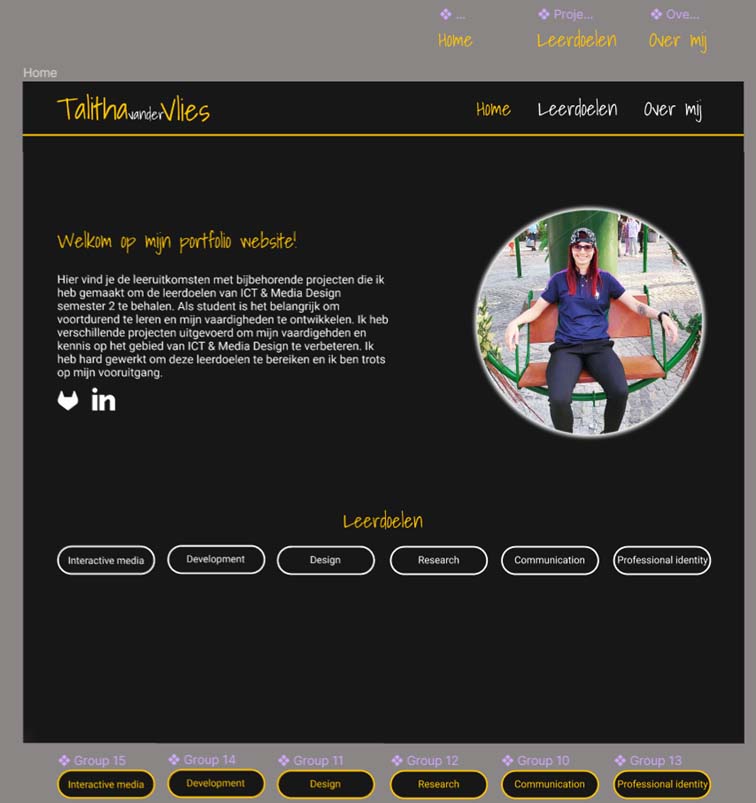 ...
Proje...
Ove...
Home
Leerdoelen
Over mij
Home
Talitha van der Vlies
Home
Leerdoelen
Over mij
Welkom op mijn portfolio website!
Hier vind je de leeruitkomsten met bijbehorende projecten die ik
heb gemaakt om de leerdoelen van ICT & Media Design
semester 2 te behalen. Als student is het belangrijk om
voortdurend te leren en mijn vaardigheden te ontwikkelen. Ik heb
verschillende projecten uitgevoerd om mijn vaardigehden en
kennis op het gebied van ICT & Media Design te verbeteren. Ik
heb hard gewerkt om deze leerdoelen te bereiken en ik ben trots
op mijn vooruitgang.
in
Leerdoelen
Interactive media
Development
Design
Research
Communication
Professional identity
Group 15
Group 14
Group 11
Group 12
Group 10
Group 13
Interactive media
Development
Design
Research
Communication
Professional identity